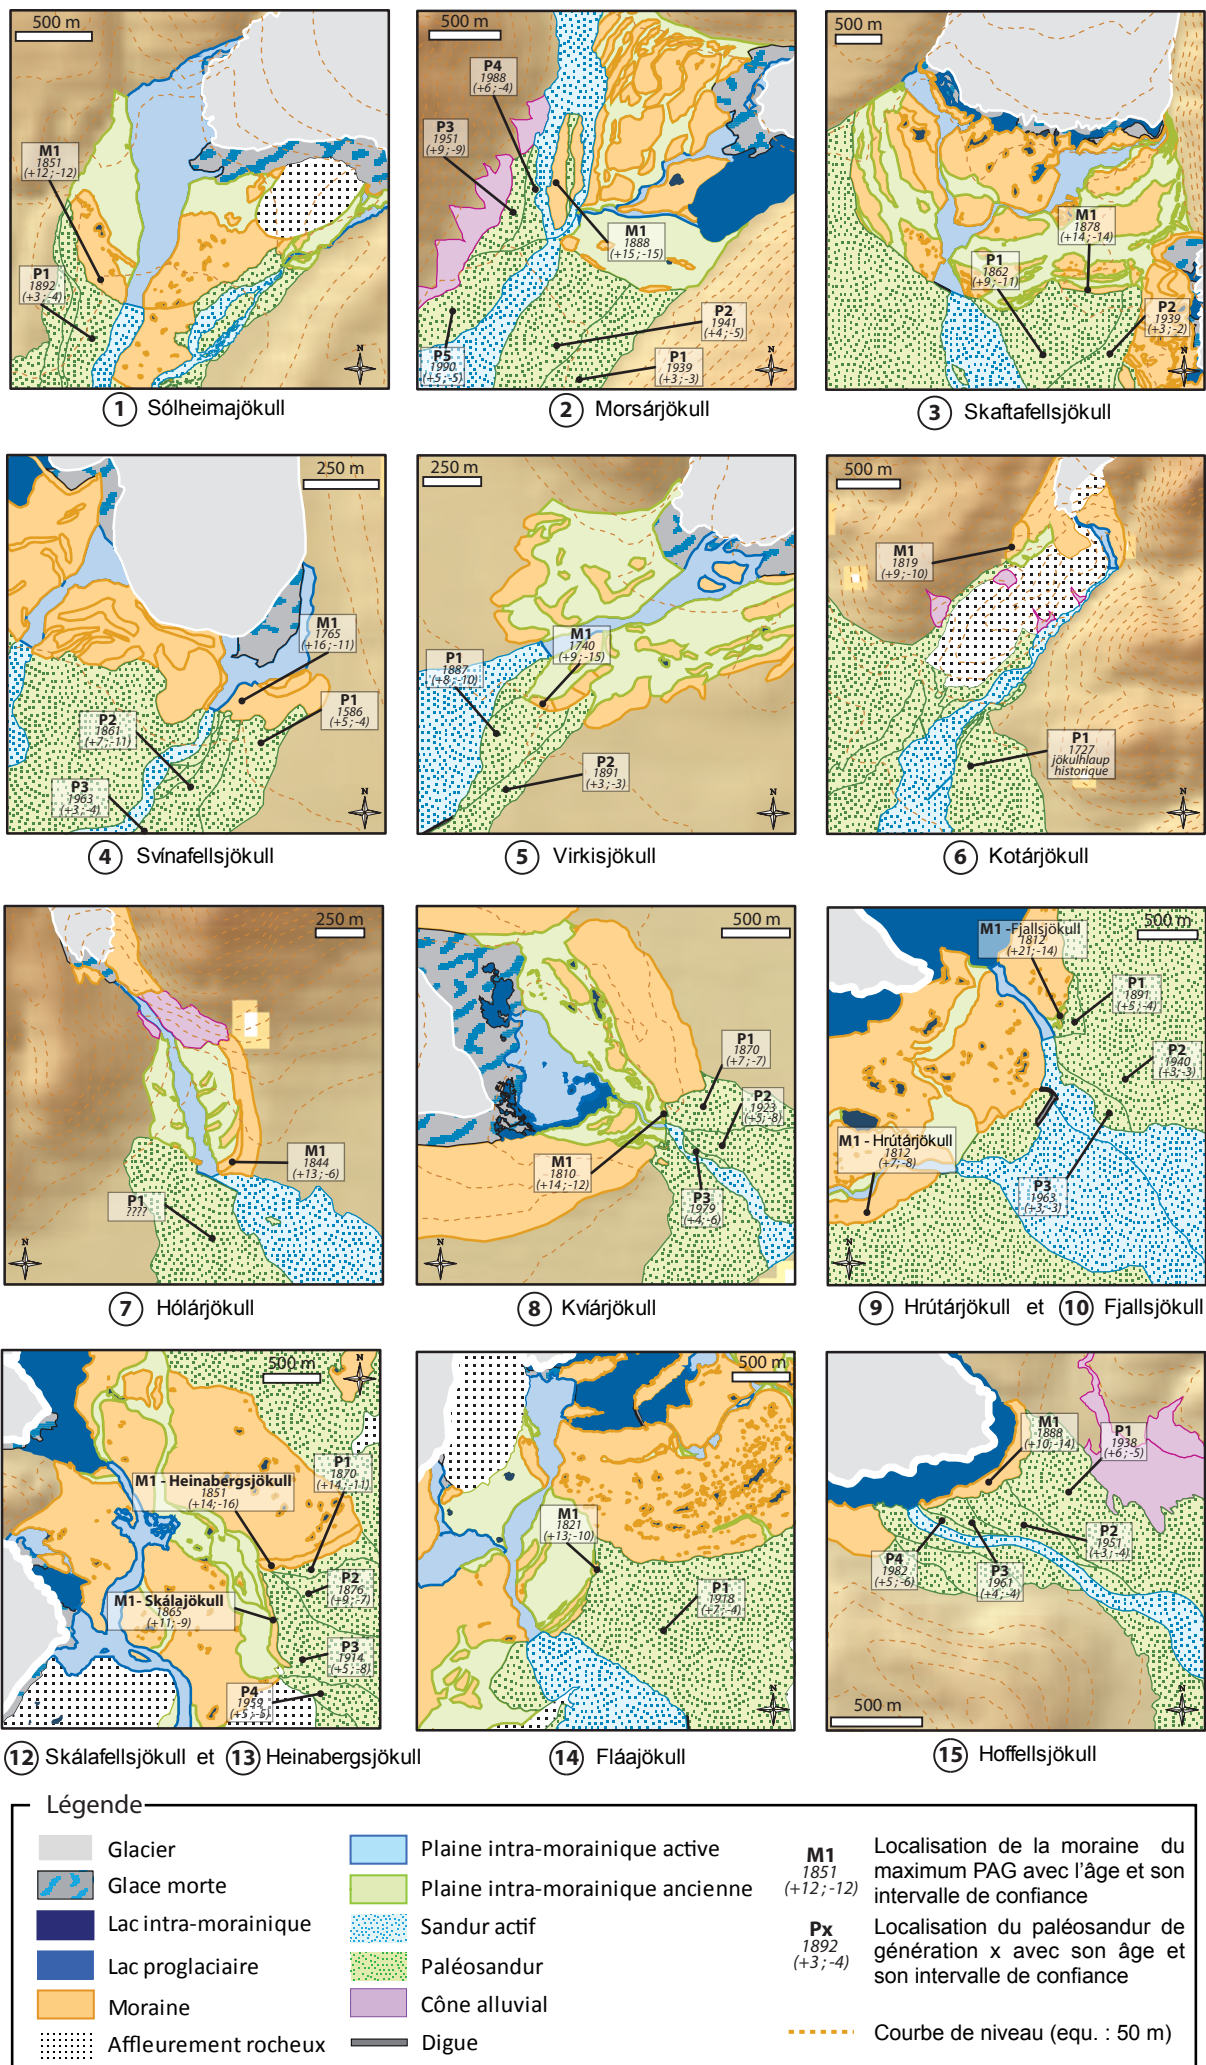 500 m
M1
1851
(+12 ; -12)
P1
1892
(+3 ; -4)
N
1 Sólheimajökull
500 m
P4
1988
(+6 ; -4)
P3
1951
(+9 ; -9)
M1
1888
(+15 ; -15)
P2
1941
(+4 ; -5)
P5
1990
(+5 ; -5)
P1
1939
(+3 ; -3)
N
2 Morsárjökull
500 m
M1
1878
(+14 ; -14)
P1
1862
(+9 ; -11)
P2
1939
(+3 ; -2)
N
3 Skaftafellsjökull
250 m
M1
1765
(+16 ; -11)
P1
1586
(+5 ; -4)
P2
1861
(+7 ; -11)
P3
1963
(+3 ; -4)
N
4 Svínafellsjökull
250 m
M1
1740
(+9 ; -15)
P1
1887
(+8 ; -10)
P2
1891
(+3 ; -3)
N
5 Virkisjökull
500 m
M1
1819
(+9 ; -10)
P1
1727
jökulhlaup
historique
N
6 Kotárjökull
250 m
M1
1844
(+13 ; -6)
P1
????
N
7 Hólárjökull
500 m
P1
1870
(+7 ; -7)
P2
1923
(+5 ; -8)
M1
1810
(+14 ; -12)
P3
1979
(+4 ; -6)
N
8 Kvíárjökull
500 m
M1 -Fjallsjökull
1812
(+21 ; -14)
P1
1891
(+5 ; -4)
P2
1940
(+3 ; -3)
M1 - Hrútárjökull
1812
(+7 ; -8)
P3
1963
(+3 ; -3)
N
9 Hrútárjökull et 10 Fjallsjökull
500 m
N
P1
1870
(+14 ; -11)
M1 - Heinabergsjökull
1851
(+14 ; -16)
P2
1876
(+9 ; -7)
M1- Skálajökull
1865
(+11 ; -9)
P3
1914
(+5 ; -8)
P4
1959
(+5 ; -5)
12 Skálafellsjökull et 13 Heinabergsjökull
500 m
M1
1821
(+13 ; -10)
P1
1918
(+7 ; -4)
N
14 Fláajökull
M1
1888
(+10 ; -14)
P1
1938
(+6 ; -5)
P2
1951
(+3 ; -4)
P4
1982
(+5 ; -6)
P3
1961
(+4 ; -4)
500 m
N
15 Hoffellsjökull
Légende
Glacier
Glace morte
Lac intra-morainique
Lac proglaciaire
Moraine
Affleurement rocheux
Plaine intra-morainique active
Plaine intra-morainique ancienne
Sandur actif
Paléosandur
Cône alluvial
Digue
M1
1851
(+12 ; -12)
Localisation de la moraine du
maximum PAG avec l'âge et son
intervalle de confiance
Px
1892
(+3 ; -4)
Localisation du paléosandur de
génération x avec son âge et
son intervalle de confiance
Courbe de niveau (equ. : 50 m)